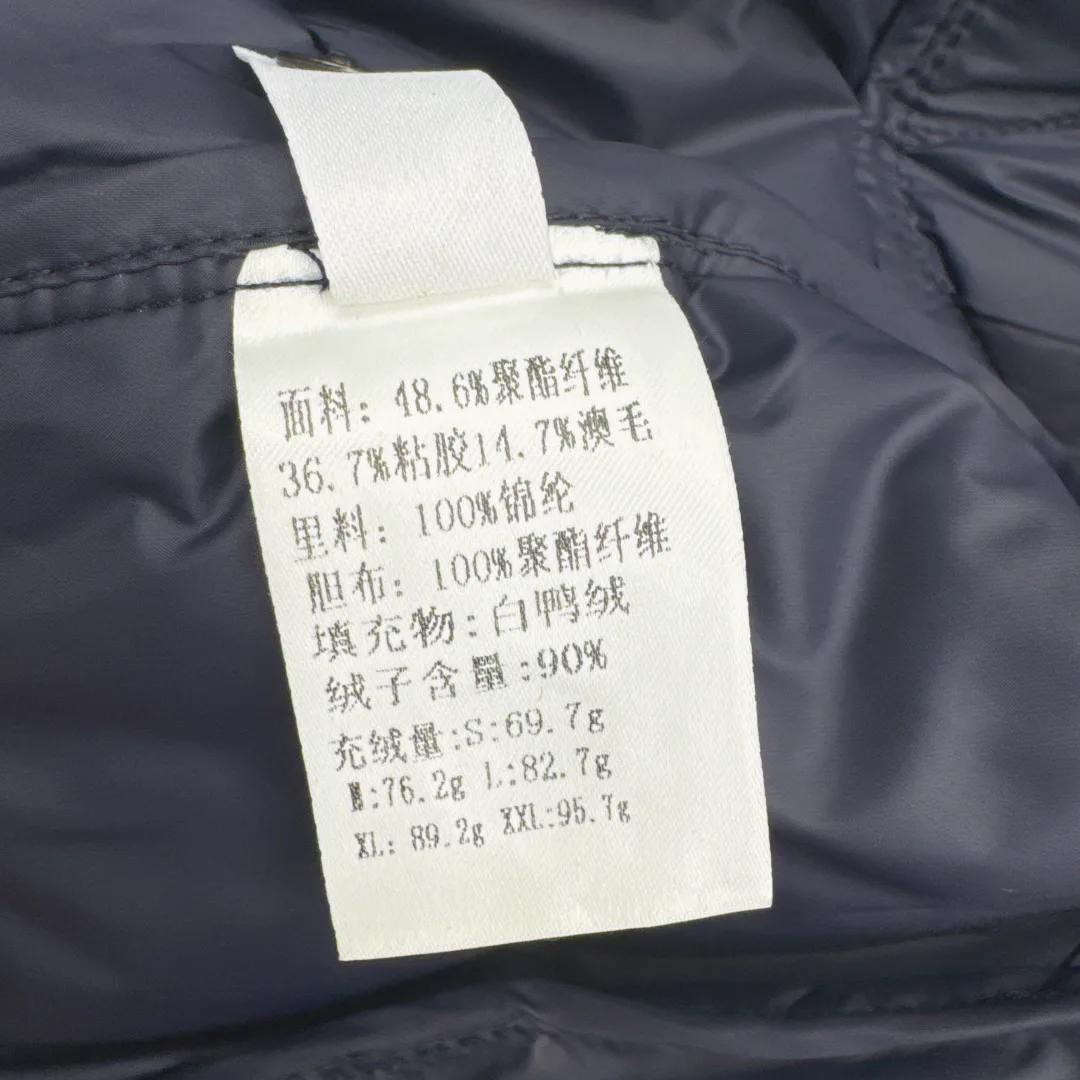 面料: 48.6%聚酯纤维
36.7%粘胶14.7%澳毛
里料: 100%锦纶
胆布: 100%聚酯纤维
填充物:白鸭绒
绒子含量:90%
充绒量:S:69.7g
M:76.2g L:82.7g
XL: 89.2g XXL:95.7g